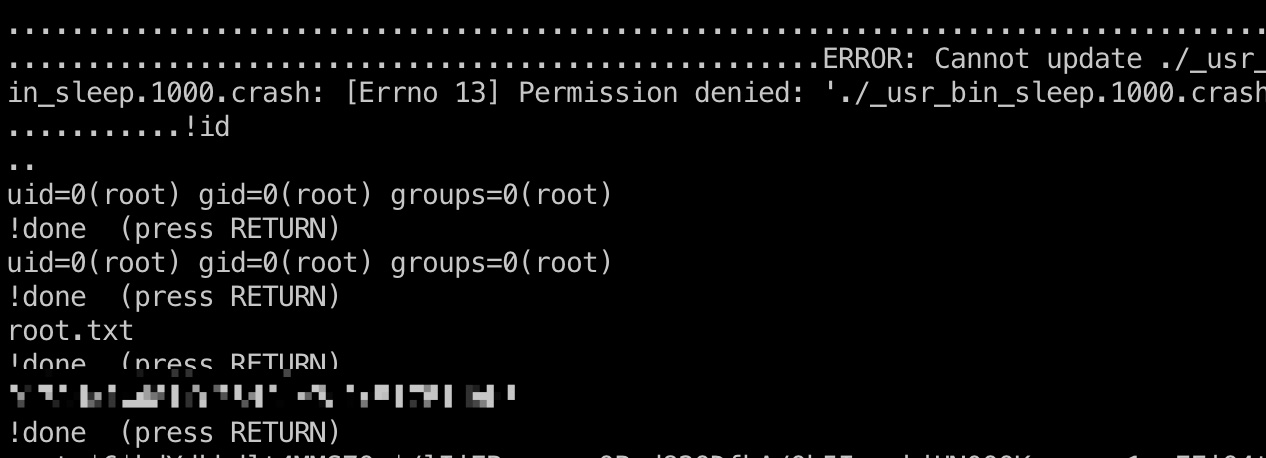 ...............................................................................
...................................................ERROR: Cannot update ./_usr_
in_sleep.1000.crash: [Errno 13] Permission denied: './_usr_bin_sleep.1000.crash
...........!id
..
uid=0(root) gid=0(root) groups=0(root)
!done  (press RETURN)
uid=0(root) gid=0(root) groups=0(root)
!done  (press RETURN)
root.txt
!done  (press RETURN)
!done  (press RETURN)